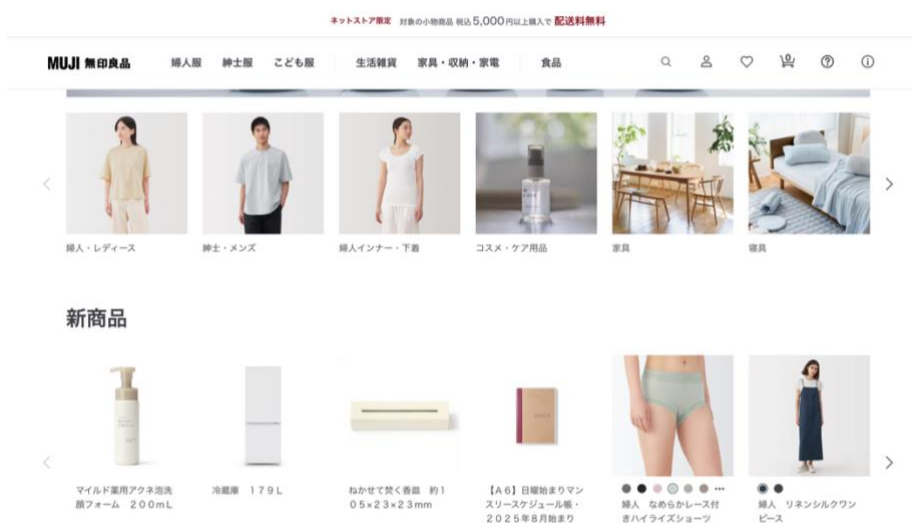 ネットストア限定 対象の小物商品 税込5,000円以上購入で 配送料無料
MUJI 無印良品 婦人服 紳士服 こども服 生活雑貨 家具・収納・家電 食品
0
婦人・レディース
紳士・メンズ
婦人インナー・下着
コスメ・ケア用品
家具
寝具
新商品
マイルド薬用アクネ泡洗
顔フォーム 200mL
冷蔵庫 179L
ねかせて焚く香皿 約1
05×23×23mm
【A6】日曜始まりマン
スリースケジュール帳・
2025年8月始まり
婦人 なめらかレース付
きハイライズショーツ
婦人 リネンシルクワン
ピース